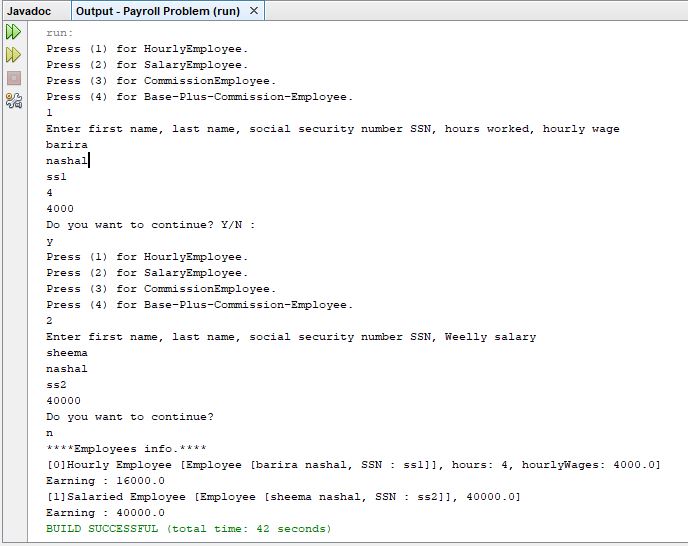 Javadoc
Output - Payroll Problem (run) ×
run:
Press (1) for HourlyEmployee.
Press (2) for SalaryEmployee.
Press (3) for CommissionEmployee.
Press (4) for Base-Plus-Commission-Employee.
1
Enter first name, last name, social security number SSN, hours worked, hourly wage
barira
nashal
ss1
4
4000
Do you want to continue? Y/N :
y
Press (1) for HourlyEmployee.
Press (2) for SalaryEmployee.
Press (3) for CommissionEmployee.
Press (4) for Base-Plus-Commission-Employee.
2
Enter first name, last name, social security number SSN, Weelly salary
sheema
nashal
ss2
40000
Do you want to continue?
n
****Employees info.****
[0]Hourly Employee [Employee [barira nashal, SSN : ss1]], hours: 4, hourlyWages: 4000.0]
Earning : 16000.0
[1]Salaried Employee [Employee [sheema nashal, SSN : ss2]], 40000.0]
Earning : 40000.0
BUILD SUCCESSFUL (total time: 42 seconds)